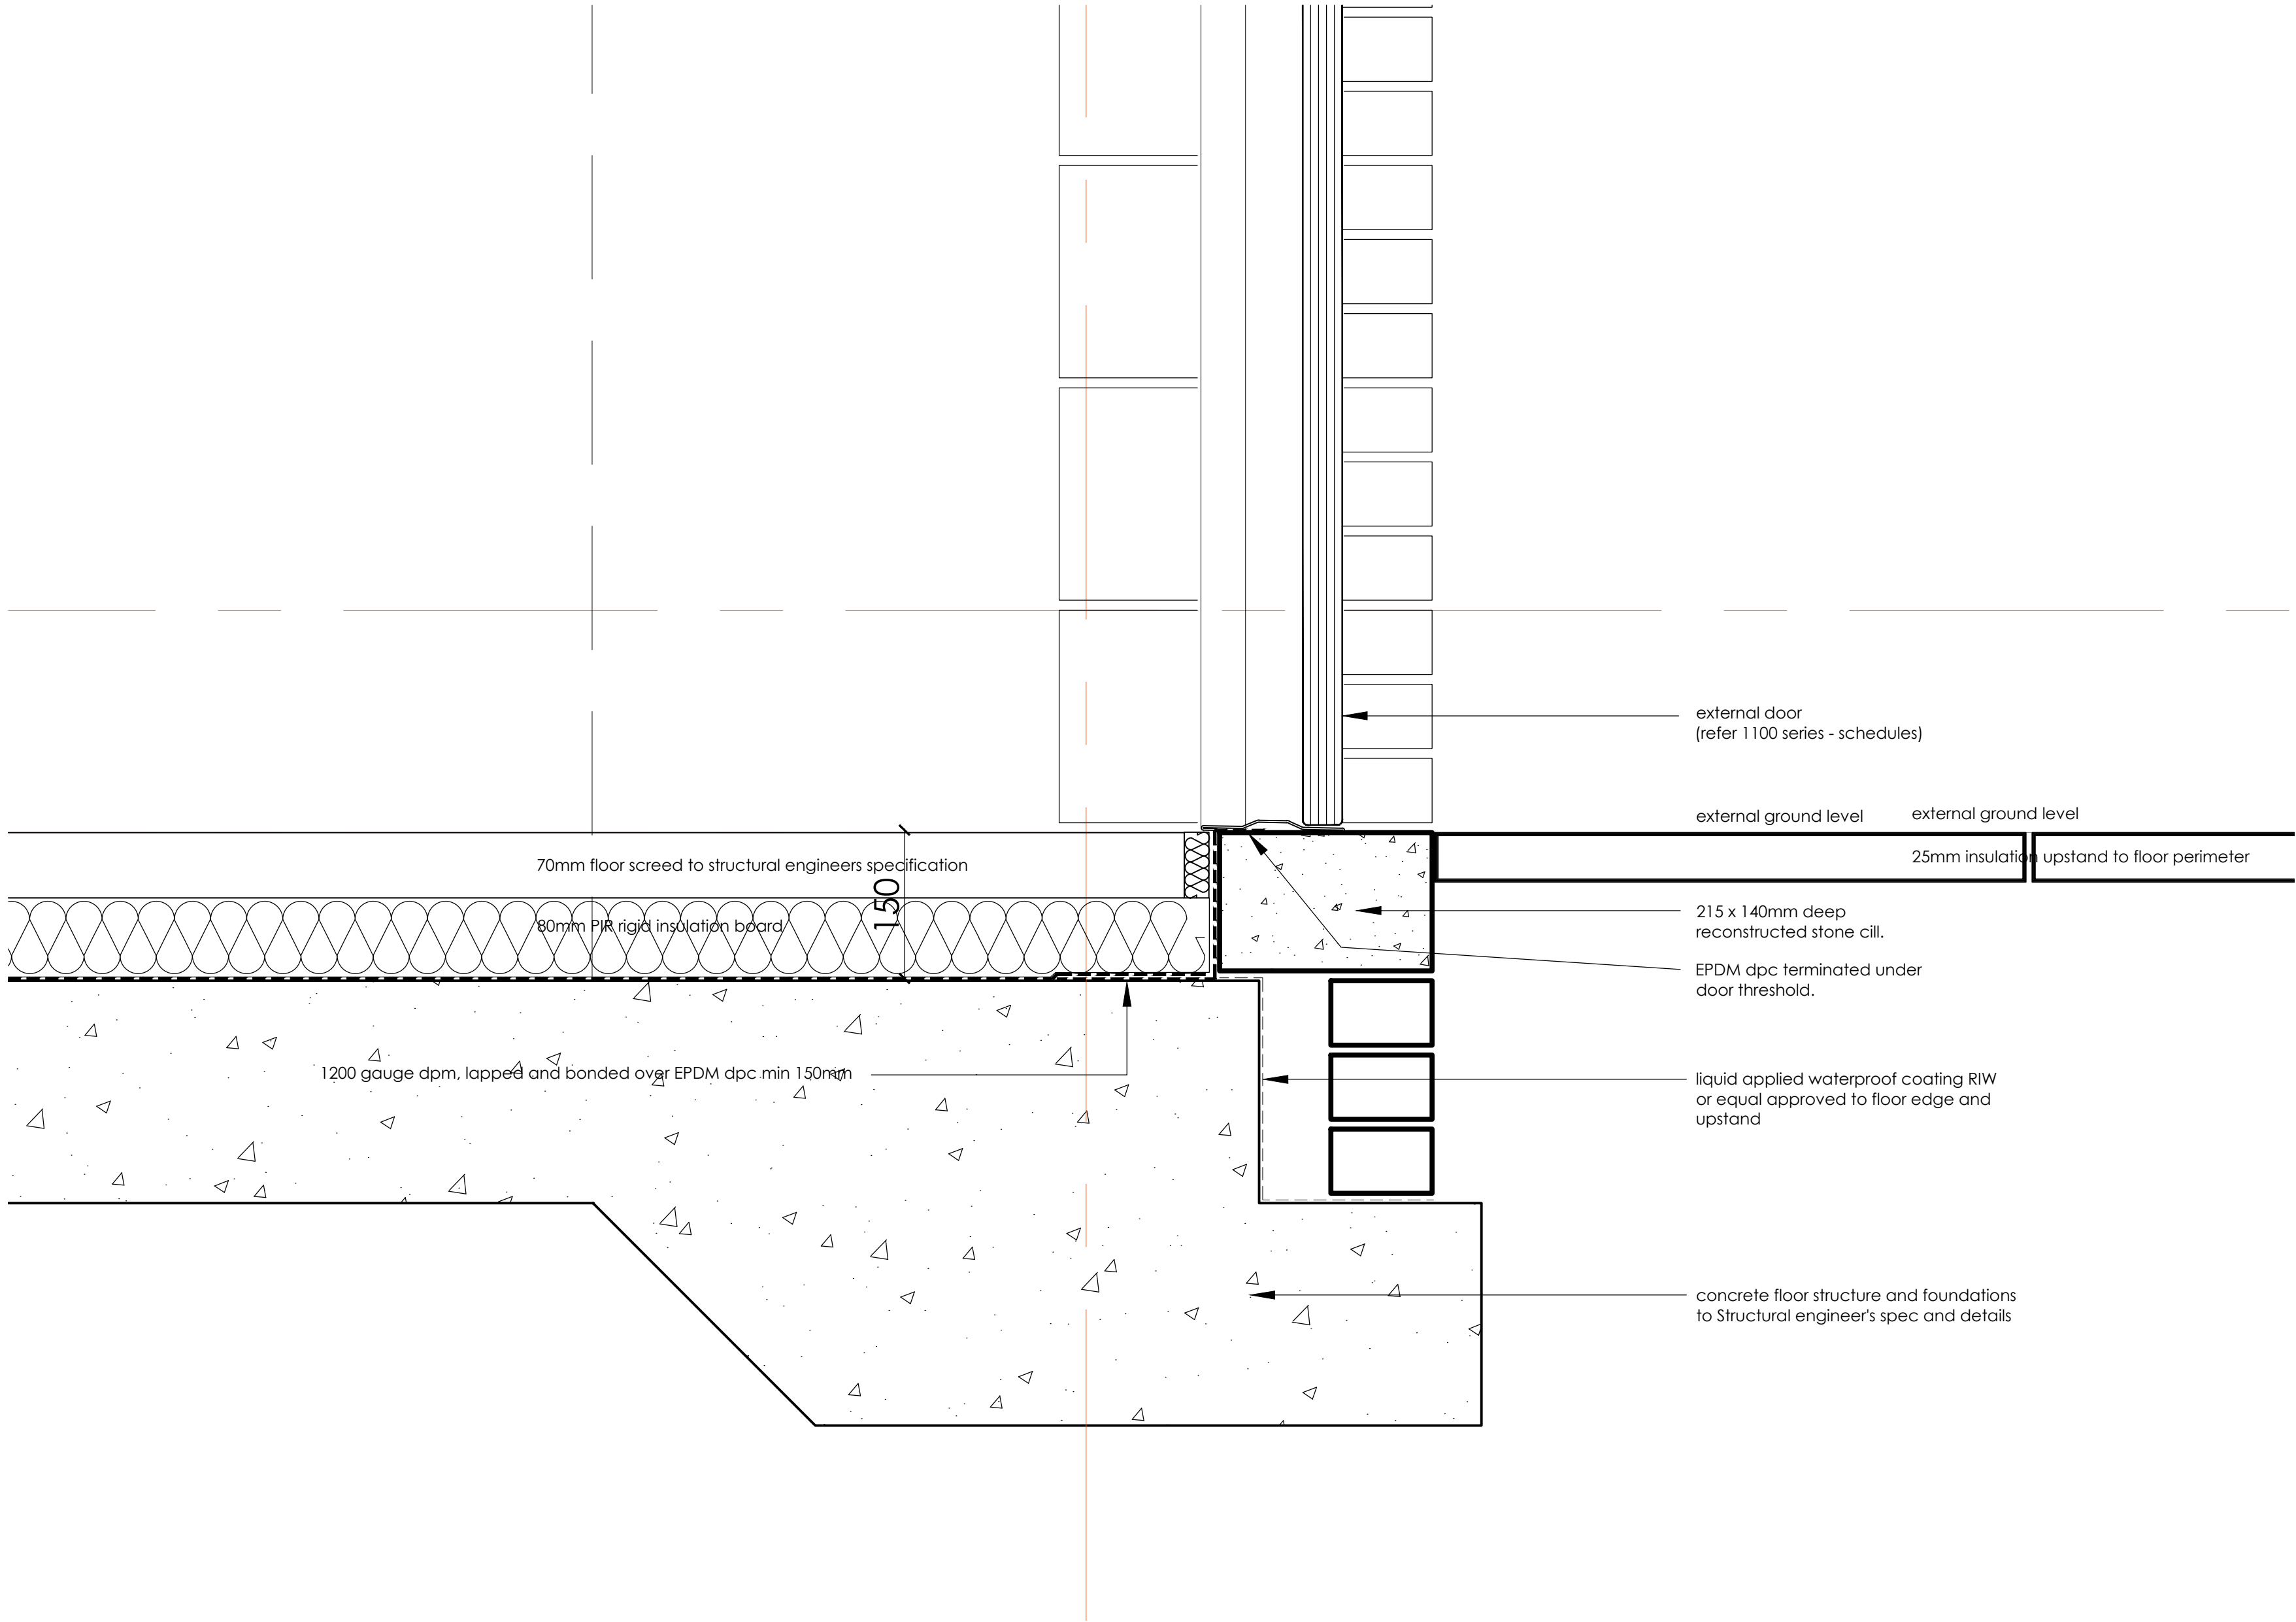 external door
(refer 1100 series - schedules)
external ground level
external ground level
25mm insulation upstand to floor perimeter
70mm floor screed to structural engineers specification
150
80mm PIR rigid insulation board
215 x 140mm deep
reconstructed stone cill.
EPDM dpc terminated under
door threshold.
1200 gauge dpm, lapped and bonded over EPDM dpc min 150mm
liquid applied waterproof coating RIW
or equal approved to floor edge and
upstand
concrete floor structure and foundations
to Structural engineer's spec and details